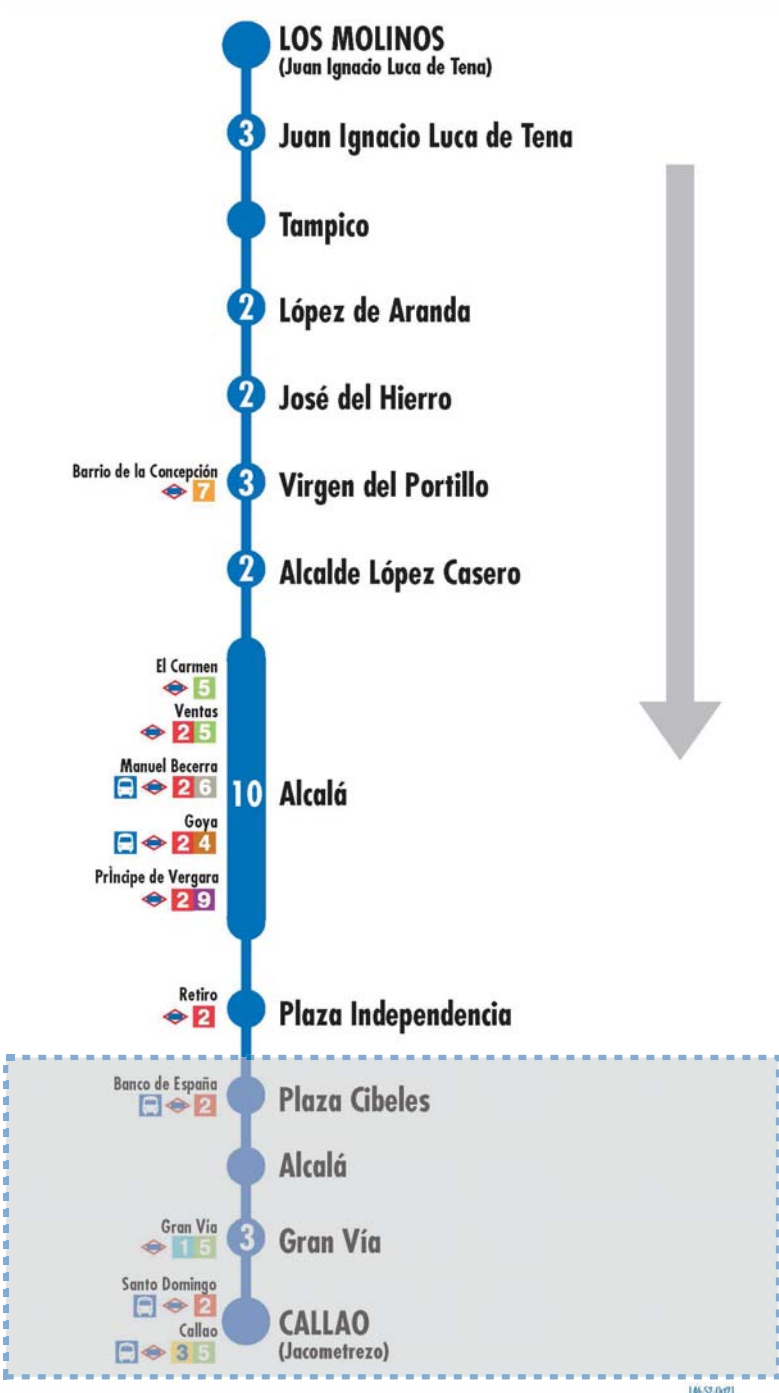 LOS MOLINOS
(Juan Ignacio Luca de Tena)
3 Juan Ignacio Luca de Tena
Tampico
2 López de Aranda
2 José del Hierro
Barrio de la Concepción
7
3 Virgen del Portillo
2 Alcalde López Casero
El Carmen
5
Ventas
2 5
Manuel Becerra
2 6
Goya
2 4
Prìncipe de Vergara
2 9
10 Alcalá
Retiro
2
Plaza Independencia
Banco de España
2
Plaza Cibeles
Alcalá
Gran Vía
1 5
3 Gran Vía
Santo Domingo
2
Callao
3 5
CALLAO
(Jacometrezo)